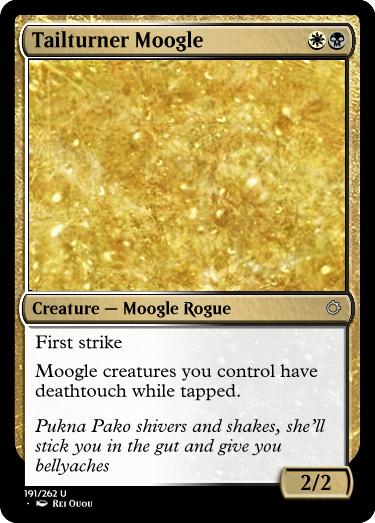 Tailturner Moogle
Creature — Moogle Rogue
First strike
Moogle creatures you control have
deathtouch while tapped.
Pukna Pako shivers and shakes, she'll
stick you in the gut and give you
bellyaches
2/2
191/262 U
· Rei Ouou